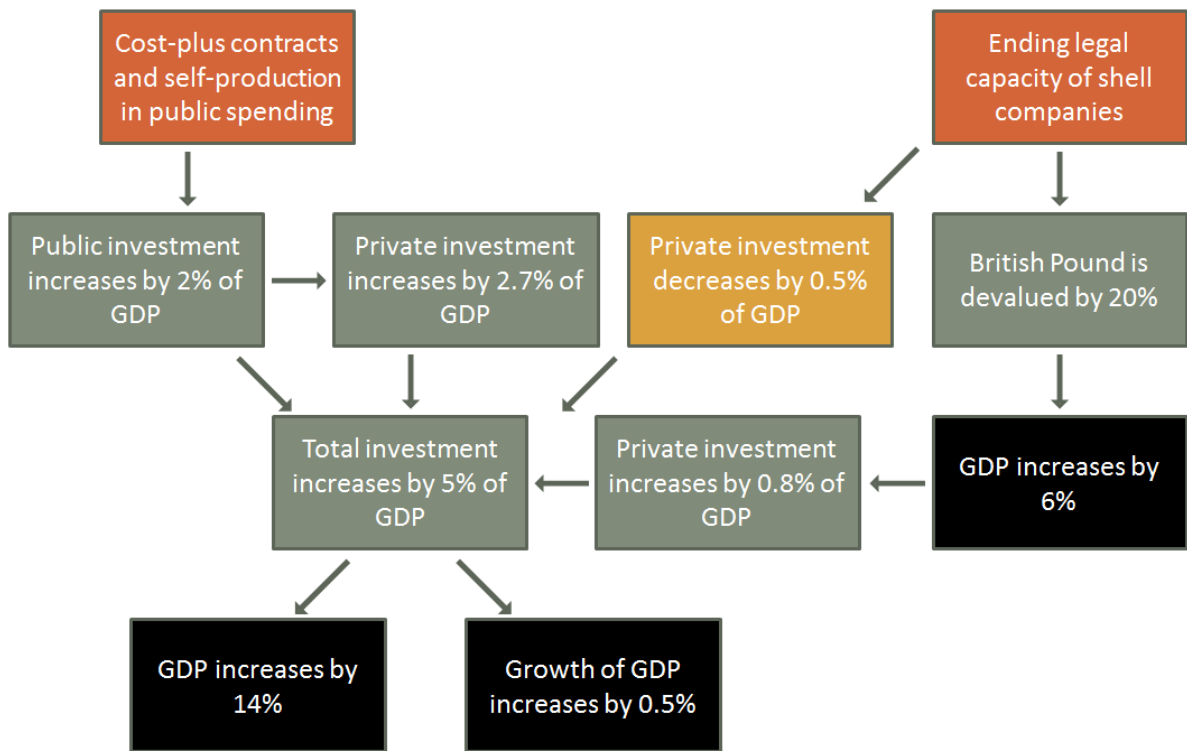 Cost-plus contracts
and self-production
in public spending
Ending legal
capacity of shell
companies
Public investment
increases by 2% of
GDP
Private investment
increases by 2.7% of
GDP
Private investment
decreases by 0.5%
of GDP
British Pound is
devalued by 20%
Total investment
increases by 5% of
GDP
Private investment
increases by 0.8% of
GDP
GDP increases by
6%
GDP increases by
14%
Growth of GDP
increases by 0.5%